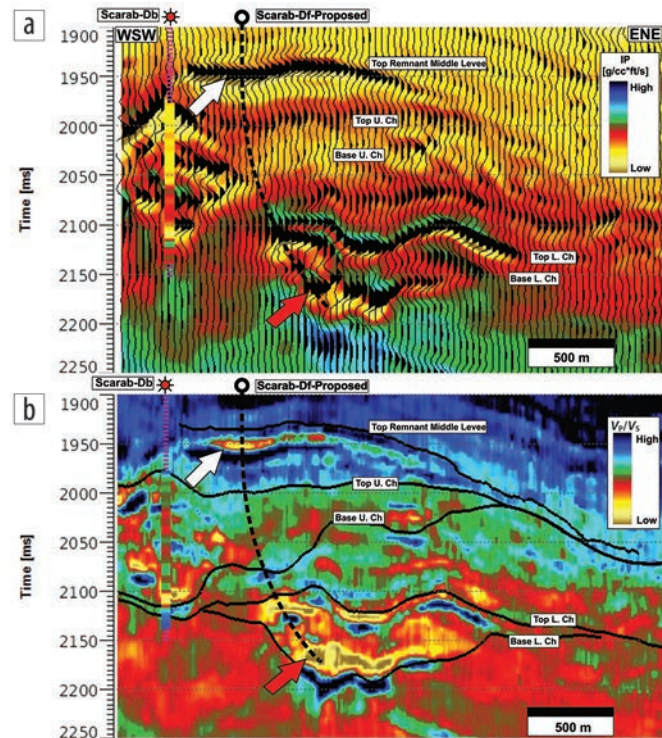 a
Scarab-Db
Scarab-Df-Proposed
WSW
ENE
1900
1950
2000
2050
2100
2150
2200
2250
Time [ms]
Top Remnant Middle Levee
Top U. Ch
Base U. Ch
Top L. Ch
Base L. Ch
IP
[g/cc*ft/s]
High
Low
500 m
b
Scarab-Db
Scarab-Df-Proposed
1900
1950
2000
2050
2100
2150
2200
2250
Time [ms]
Top Remnant Middle Levee
Top U. Ch
Base U. Ch
Top L. Ch
Base L. Ch
VP/VS
High
Low
500 m